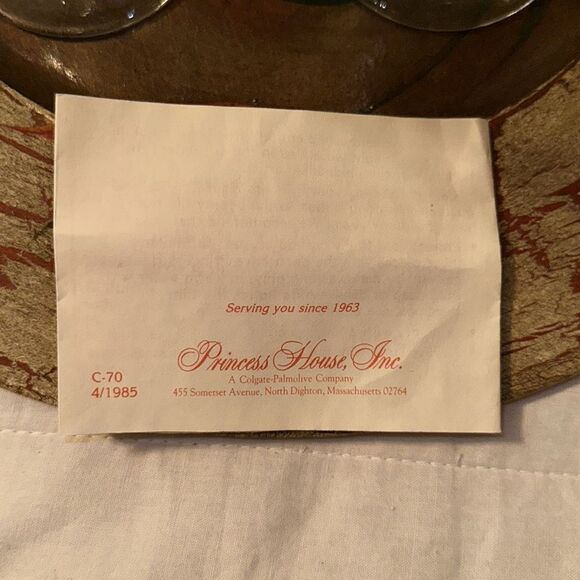 Serving you since 1963
Princess House, Inc.
A Colgate-Palmolive Company
455 Somerset Avenue, North Dighton, Massachusetts 02764
C-70
4/1985